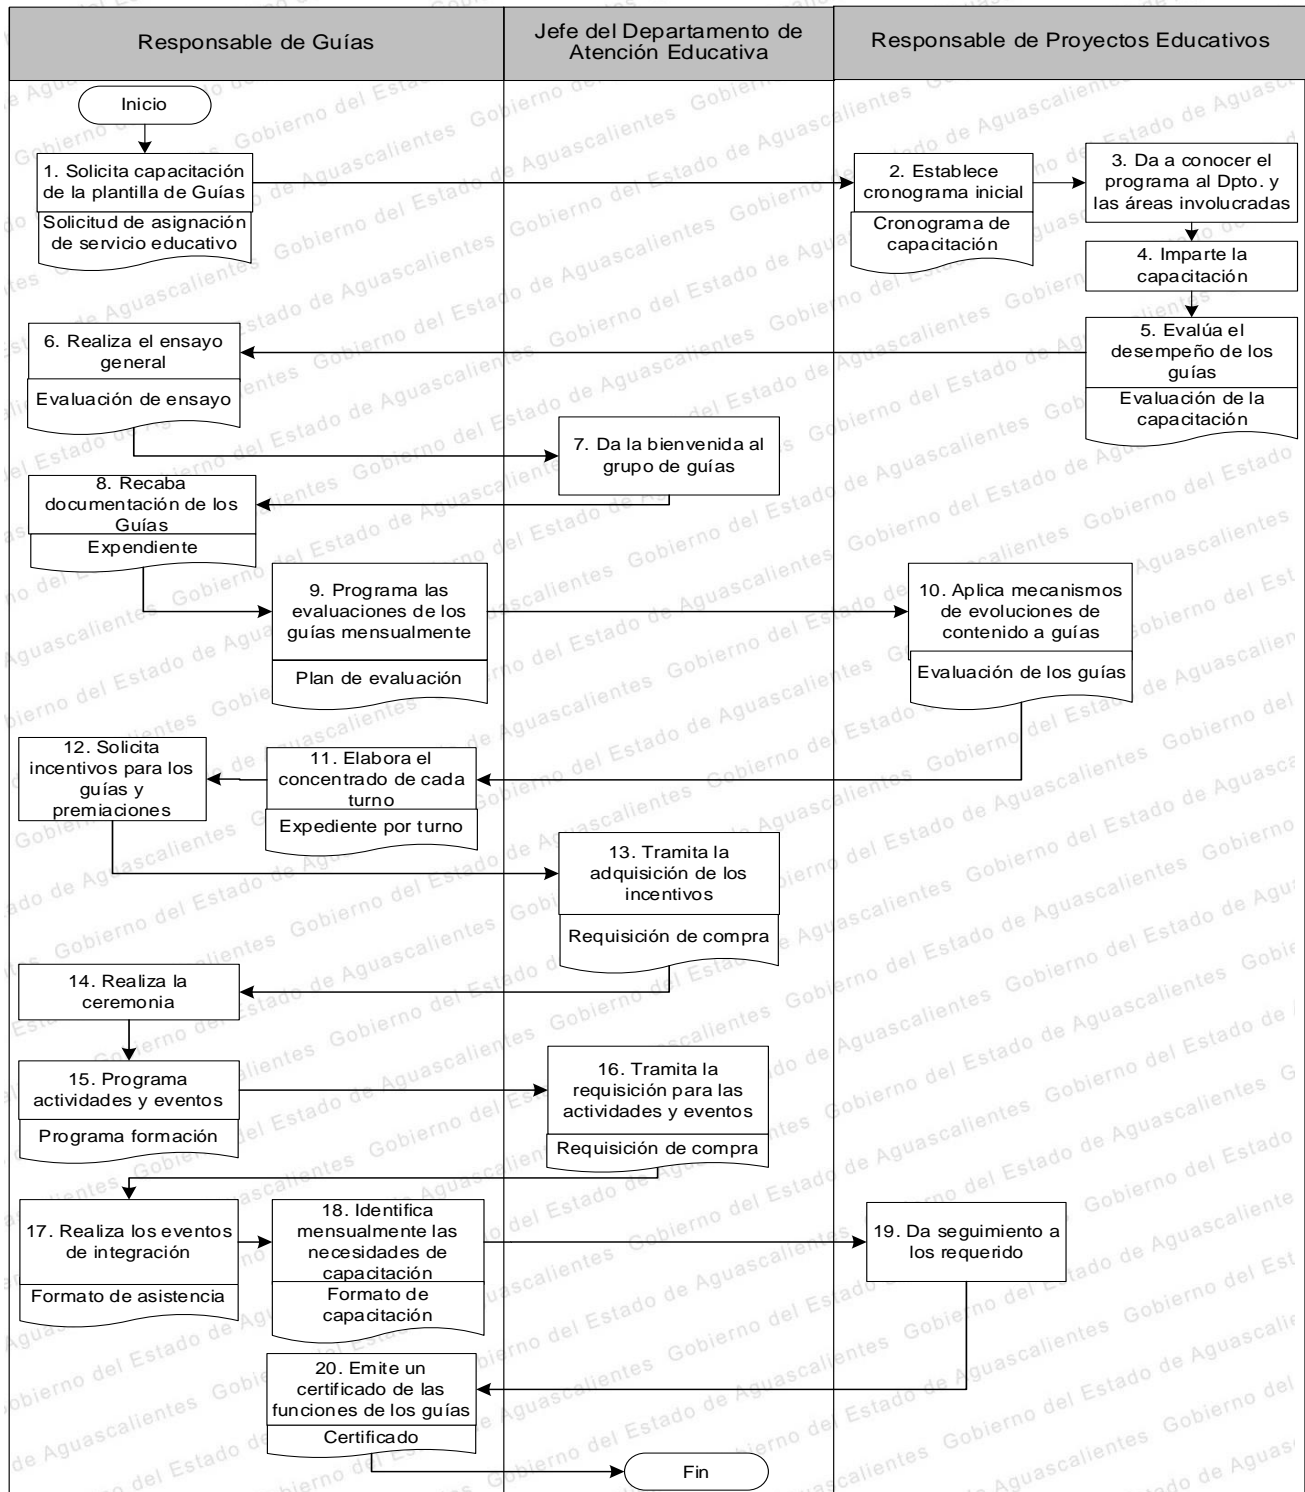 Responsable de Guías
Jefe del Departamento de
Atención Educativa
Responsable de Proyectos Educativos
Inicio
1. Solicita capacitación
de la plantilla de Guías
Solicitud de asignación
de servicio educativo
2. Establece
cronograma inicial
Cronograma de
capacitación
3. Da a conocer el
programa al Dpto. y
las áreas involucradas
4. Imparte la
capacitación
5. Evalúa el
desempeño de los
guías
Evaluación de la
capacitación
6. Realiza el ensayo
general
Evaluación de ensayo
7. Da la bienvenida al
grupo de guías
8. Recaba
documentación de los
Guías
Expendiente
9. Programa las
evaluaciones de los
guías mensualmente
Plan de evaluación
10. Aplica mecanismos
de evoluciones de
contenido a guías
Evaluación de los guías
11. Elabora el
concentrado de cada
turno
Expediente por turno
12. Solicita
incentivos para los
guías y
premiaciones
13. Tramita la
adquisición de los
incentivos
Requisición de compra
14. Realiza la
ceremonia
15. Programa
actividades y eventos
Programa formación
16. Tramita la
requisición para las
actividades y eventos
Requisición de compra
17. Realiza los eventos
de integración
Formato de asistencia
18. Identifica
mensualmente las
necesidades de
capacitación
Formato de
capacitación
19. Da seguimiento a
los requerido
20. Emite un
certificado de las
funciones de los guías
Certificado
Fin
Gobierno del Estado de Aguascalientes